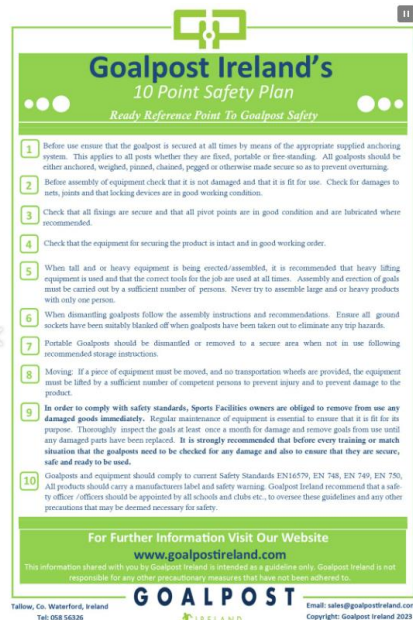 Goalpost Ireland's
10 Point Safety Plan
Ready Reference Point To Goalpost Safety
1 Before use ensure that the goalpost is secured at all times by means of the appropriate supplied anchoring
system. This applies to all posts whether they are fixed, portable or free-standing. All goalposts should be
either anchored, weighed, pinned, chained, pegged or otherwise made secure so as to prevent overturning.
2 Before assembly of equipment check that it is not damaged and that it is fit for use. Check for damages to
nets, joints and that locking devices are in good working condition.
3 Check that all fixings are secure and that all pivot points are in good condition and are lubricated where
recommended.
4 Check that the equipment for securing the product is intact and in good working order.
5 When tall and or heavy equipment is being erected/assembled, it is recommended that heavy lifting
equipment is used and that the correct tools for the job are used at all times. Assembly and erection of goals
must be carried out by a sufficient number of persons. Never try to assemble large and or heavy products
with only one person.
6 When dismantling goalposts follow the assembly instructions and recommendations. Ensure all ground
sockets have been suitably blanked off when goalposts have been taken out to eliminate any trip hazards.
7 Portable Goalposts should be dismantled or removed to a secure area when not in use following
recommended storage instructions.
8 Moving: If a piece of equipment must be moved, and no transportation wheels are provided, the equipment
must be lifted by a sufficient number of competent persons to prevent injury and to prevent damage to the
product.
9 In order to comply with safety standards, Sports Facilities owners are obliged to remove from use any
damaged goods immediately. Regular maintenance of equipment is essential to ensure that it is fit for its
purpose. Thoroughly inspect the goals at least once a month for damage and remove goals from use until
any damaged parts have been replaced. It is strongly recommended that before every training or match
situation that the goalposts need to be checked for any damage and also to ensure that they are secure,
safe and ready to be used.
10 Goalposts and equipment should comply to current Safety Standards EN16579, EN 748, EN 749, EN 750,
All products should carry a manufacturers label and safety warning. Goalpost Ireland recommend that a safe-
ty officer /officers should be appointed by all schools and clubs etc., to oversee these guidelines and any other
precautions that may be deemed necessary for safety.
For Further Information Visit Our Website
www.goalpostireland.com
This information shared with you by Goalpost Ireland is intended as a guideline only. Goalpost Ireland is not
responsible for any other precautionary measures that have not been adhered to.
GOALPOST
IRELAND
Tallow, Co. Waterford, Ireland
Tel: 058 56326
Email: sales@goalpostireland.com
Copyright: Goalpost Ireland 2023